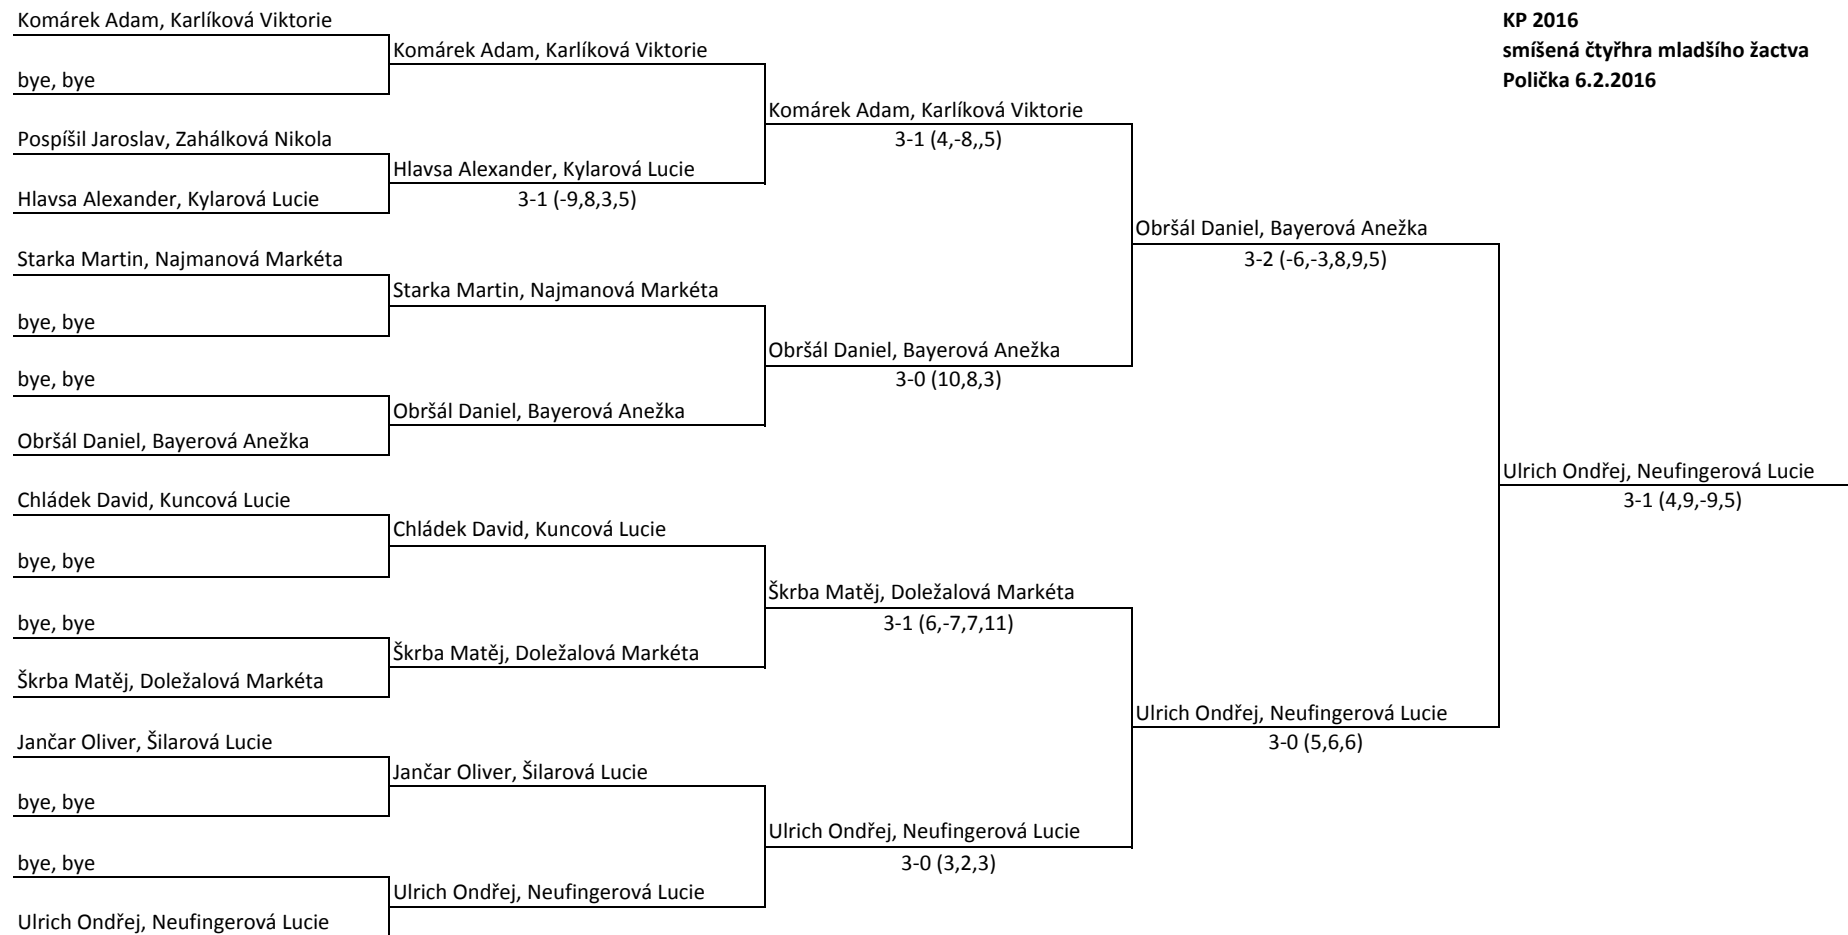 Komárek Adam, Karlíková Viktorie
KP 2016
Komárek Adam, Karlíková Viktorie
smíšená čtyřhra mladšího žactva
bye, bye
Polička 6.2.2016
Komárek Adam, Karlíková Viktorie
Pospíšil Jaroslav, Zahálková Nikola
3-1 (4,-8,,5)
Hlavsa Alexander, Kylarová Lucie
Hlavsa Alexander, Kylarová Lucie
3-1 (-9,8,3,5)
Obršál Daniel, Bayerová Anežka
Starka Martin, Najmanová Markéta
3-2 (-6,-3,8,9,5)
Starka Martin, Najmanová Markéta
bye, bye
Obršál Daniel, Bayerová Anežka
bye, bye
3-0 (10,8,3)
Obršál Daniel, Bayerová Anežka
Obršál Daniel, Bayerová Anežka
Ulrich Ondřej, Neufingerová Lucie
Chládek David, Kuncová Lucie
3-1 (4,9,-9,5)
Chládek David, Kuncová Lucie
bye, bye
Škrba Matěj, Doležalová Markéta
bye, bye
3-1 (6,-7,7,11)
Škrba Matěj, Doležalová Markéta
Škrba Matěj, Doležalová Markéta
Ulrich Ondřej, Neufingerová Lucie
Jančar Oliver, Šilarová Lucie
3-0 (5,6,6)
Jančar Oliver, Šilarová Lucie
bye, bye
Ulrich Ondřej, Neufingerová Lucie
bye, bye
3-0 (3,2,3)
Ulrich Ondřej, Neufingerová Lucie
Ulrich Ondřej, Neufingerová Lucie